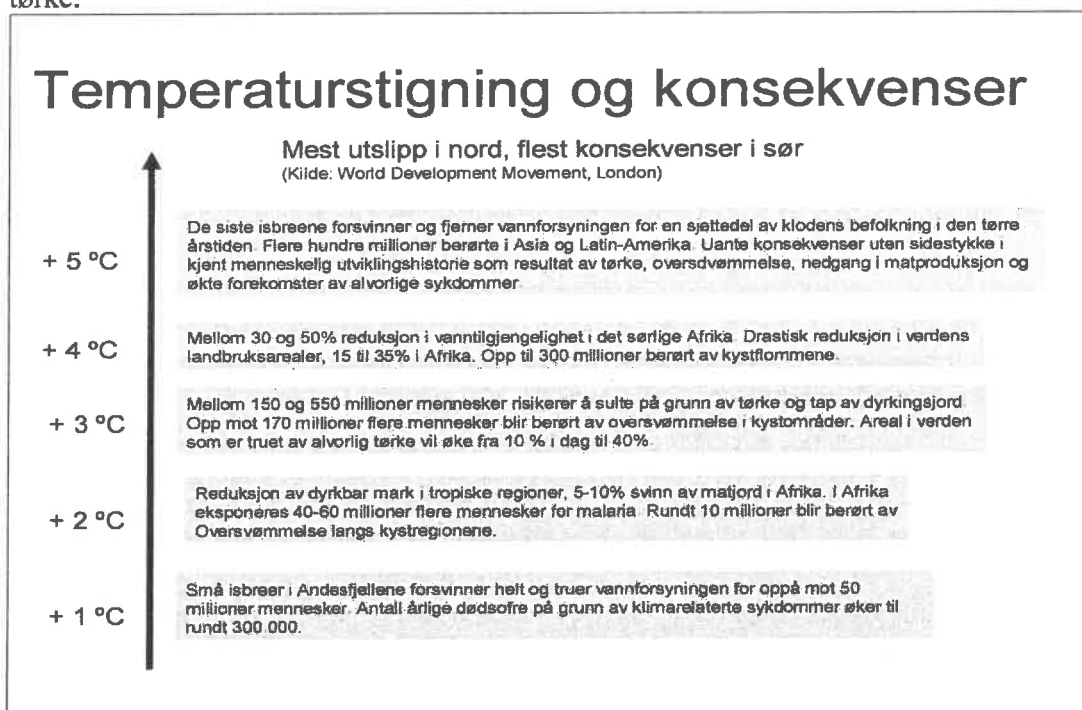 tørke.
Temperaturstigning og konsekvenser
Mest utslipp i nord, flest konsekvenser i sør
(Kilde: World Development Movement, London)
+ 5 ºC
De siste isbreene forsvinner og fjerner vannforsyningen for en sjettedel av klodens befolkning i den tørre
årstiden. Flere hundre millioner berørte i Asia og Latin-Amerika. Uante konsekvenser uten sidestykke i
kjent menneskelig utviklingshistorie som resultat av tørke, oversdvømmelse, nedgang i matproduksjon og
økte forekomster av alvorlige sykdommer.
+ 4 ºC
Mellom 30 og 50% reduksjon i vanntilgjengelighet i det sørlige Afrika. Drastisk reduksjon i verdens
landbruksarealer, 15 til 35% i Afrika. Opp til 300 millioner berørt av kystflommene.
+ 3 ºC
Mellom 150 og 550 millioner mennesker risikerer å sulte på grunn av tørke og tap av dyrkingsjord.
Opp mot 170 millioner flere mennesker blir berørt av oversvømmelse i kystområder. Areal i verden
som er truet av alvorlig tørke vil øke fra 10 % i dag til 40%.
+ 2 ºC
Reduksjon av dyrkbar mark i tropiske regioner, 5-10% svinn av matjord i Afrika. I Afrika
eksponeres 40-60 millioner flere mennesker for malaria. Rundt 10 millioner blir berørt av
Oversvømmelse langs kystregionene.
+ 1 ºC
Små isbreer i Andesfjellene forsvinner helt og truer vannforsyningen for oppå mot 50
millioner mennesker. Antall årlige dødsofre på grunn av klimarelaterte sykdommer øker til
rundt 300 000.